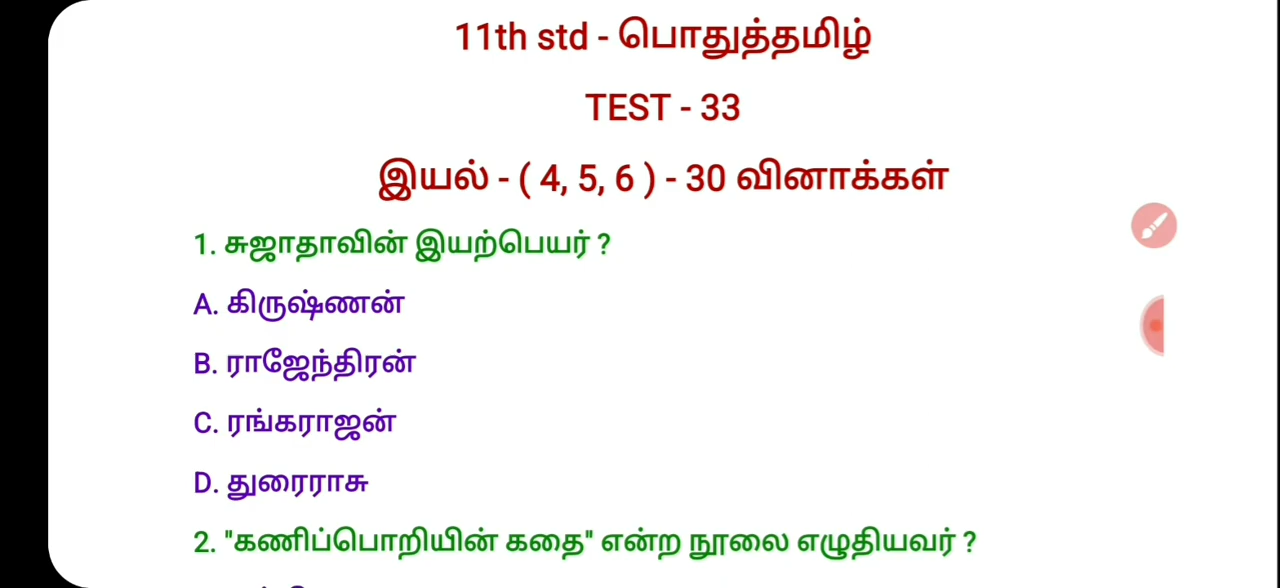 11th std - பொதுத்தமிழ்
TEST - 33
இயல் - ( 4, 5, 6 ) - 30 வினாக்கள்
1. சுஜாதாவின் இயற்பெயர் ?
A. கிருஷ்ணன்
B. ராஜேந்திரன்
C. ரங்கராஜன்
D. துரைராசு
2. "கணிப்பொறியின் கதை" என்ற நூலை எழுதியவர் ?